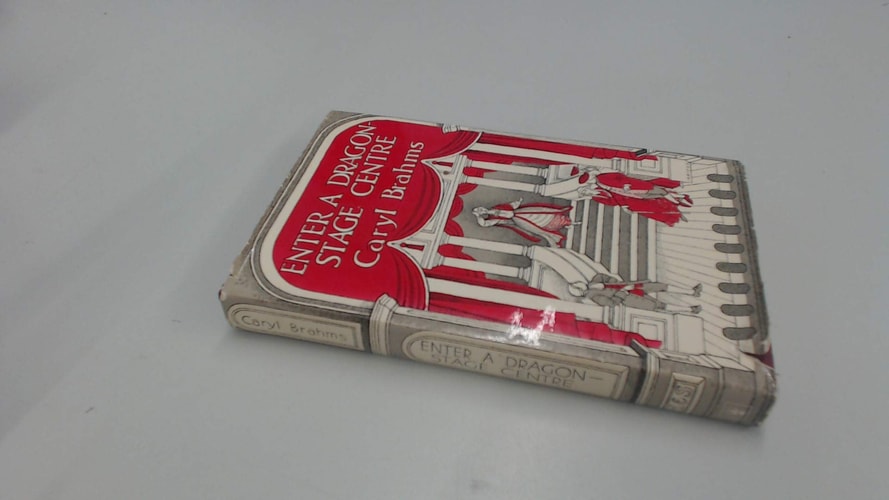 ENTER A DRAGON-
STAGE CENTRE
Caryl Brahms
Caryl Brahms
ENTER A DRAGON—
STAGE CENTRE